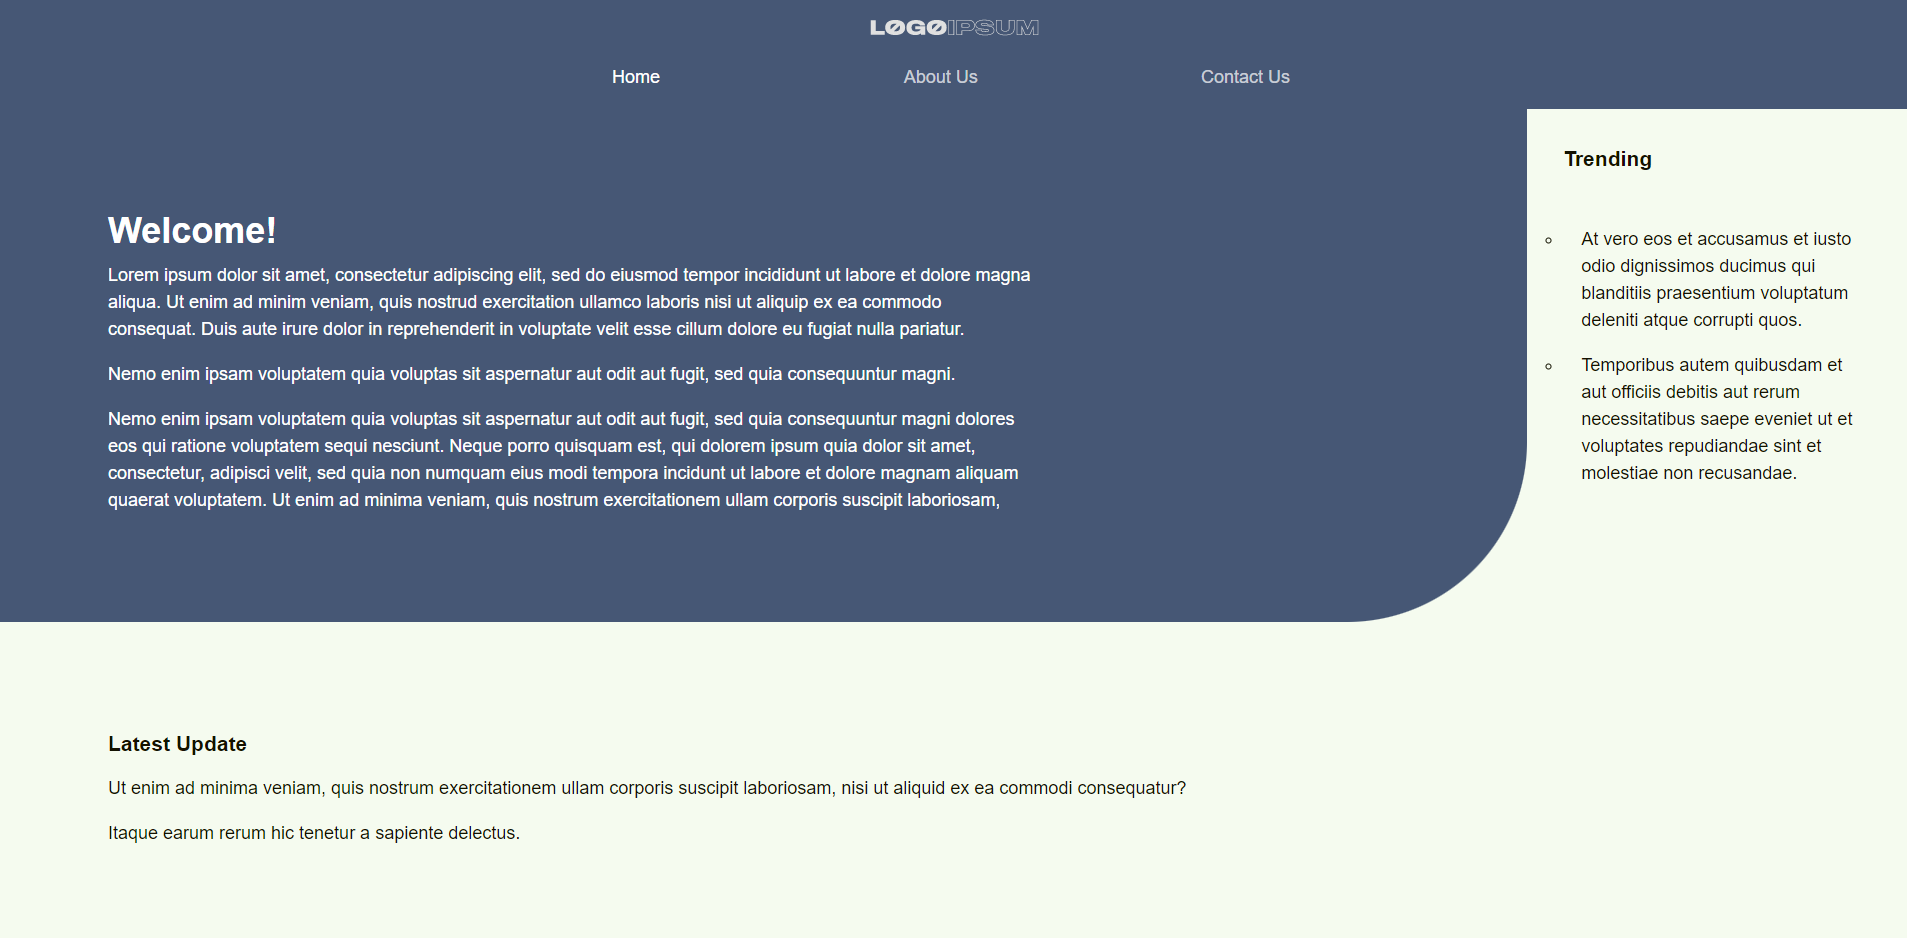 LOGOIPSUM
Home
About Us
Contact Us
Welcome!
Lorem ipsum dolor sit amet, consectetur adipiscing elit, sed do eiusmod tempor incididunt ut labore et dolore magna
aliqua. Ut enim ad minim veniam, quis nostrud exercitation ullamco laboris nisi ut aliquip ex ea commodo
consequat. Duis aute irure dolor in reprehenderit in voluptate velit esse cillum dolore eu fugiat nulla pariatur.
Nemo enim ipsam voluptatem quia voluptas sit aspernatur aut odit aut fugit, sed quia consequuntur magni.
Nemo enim ipsam voluptatem quia voluptas sit aspernatur aut odit aut fugit, sed quia consequuntur magni dolores
eos qui ratione voluptatem sequi nesciunt. Neque porro quisquam est, qui dolorem ipsum quia dolor sit amet,
consectetur, adipisci velit, sed quia non numquam eius modi tempora incidunt ut labore et dolore magnam aliquam
quaerat voluptatem. Ut enim ad minima veniam, quis nostrum exercitationem ullam corporis suscipit laboriosam,
Trending
At vero eos et accusamus et iusto
odio dignissimos ducimus qui
blanditiis praesentium voluptatum
deleniti atque corrupti quos.
Temporibus autem quibusdam et
aut officiis debitis aut rerum
necessitatibus saepe eveniet ut et
voluptates repudiandae sint et
molestiae non recusandae.
Latest Update
Ut enim ad minima veniam, quis nostrum exercitationem ullam corporis suscipit laboriosam, nisi ut aliquid ex ea commodi consequatur?
Itaque earum rerum hic tenetur a sapiente delectus.